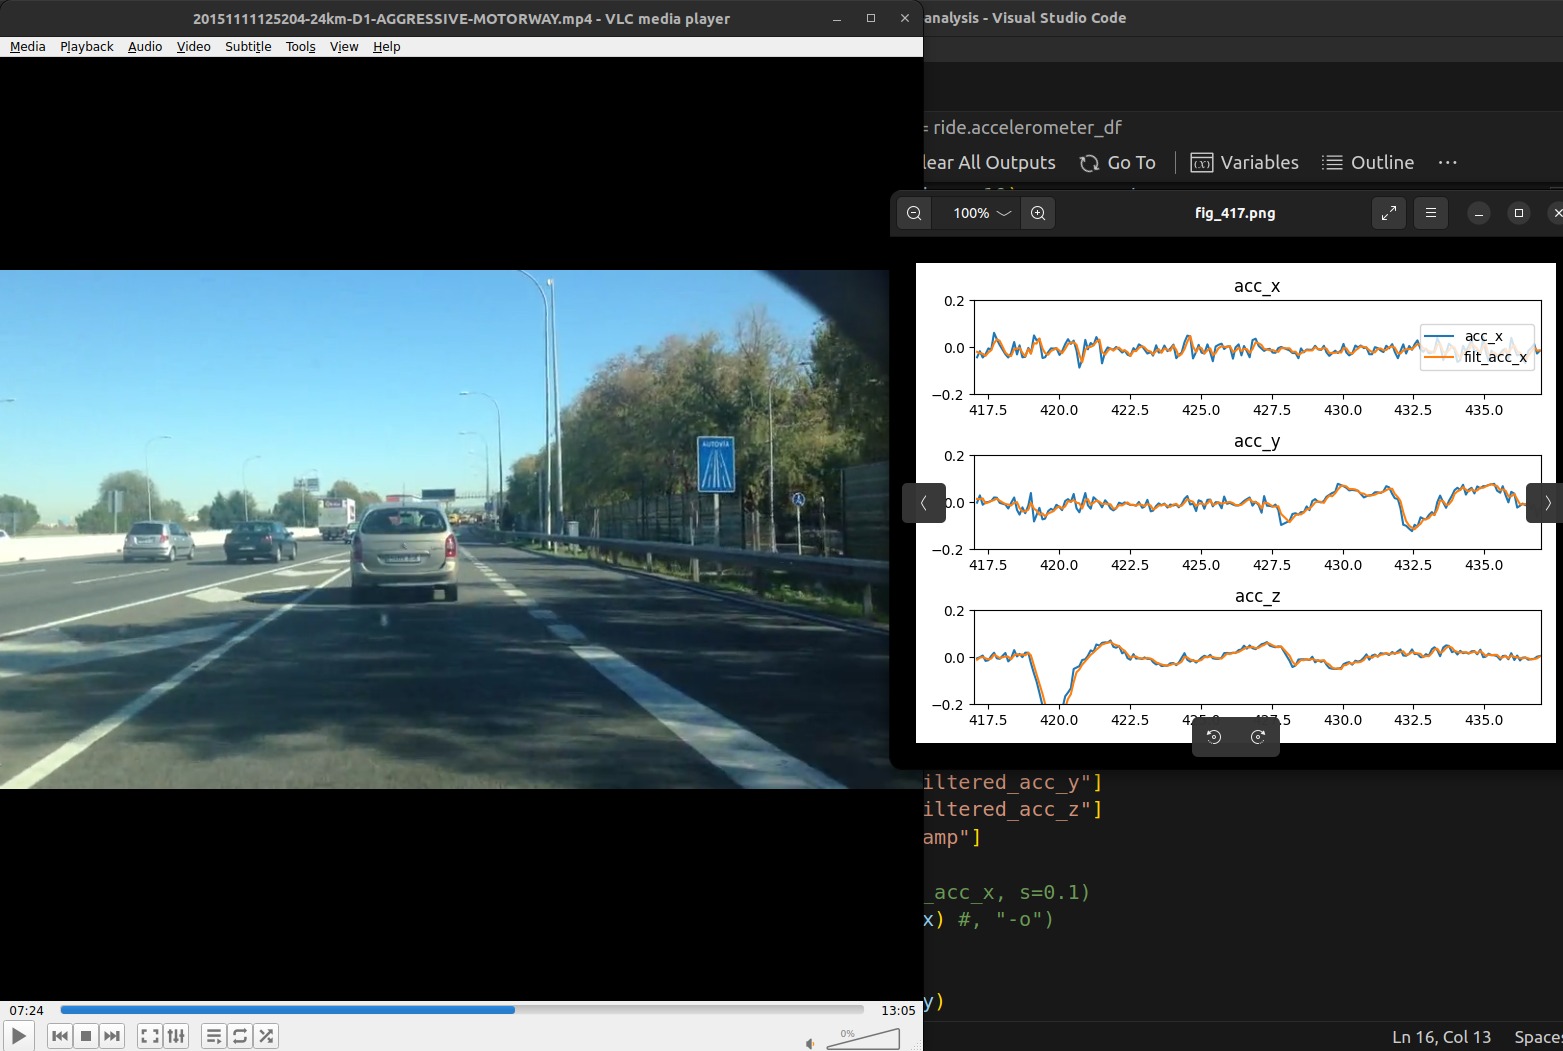 20151111125204-24km-D1-AGGRESSIVE-MOTORWAY.mp4 - VLC media player
Media Playback Audio Video Subtitle Tools View Help
AUTOVIA
07:24
13:05
0%
analysis - Visual Studio Code
= ride.accelerometer_df
lear All Outputs Go To (x) Variables Outline ...
100%
fig_417.png
acc_x
0.2
0.0
−0.2
acc_x
filt_acc_x
417.5 420.0 422.5 425.0 427.5 430.0 432.5 435.0
acc_y
0.2
0.0
−0.2
417.5 420.0 422.5 425.0 427.5 430.0 432.5 435.0
acc_z
0.2
0.0
−0.2
417.5 420.0 422.5 430.0 432.5 435.0
iltered_acc_y"]
iltered_acc_z"]
amp"]
_acc_x, s=0.1)
x) #, "-o")
y)
Ln 16, Col 13 Space